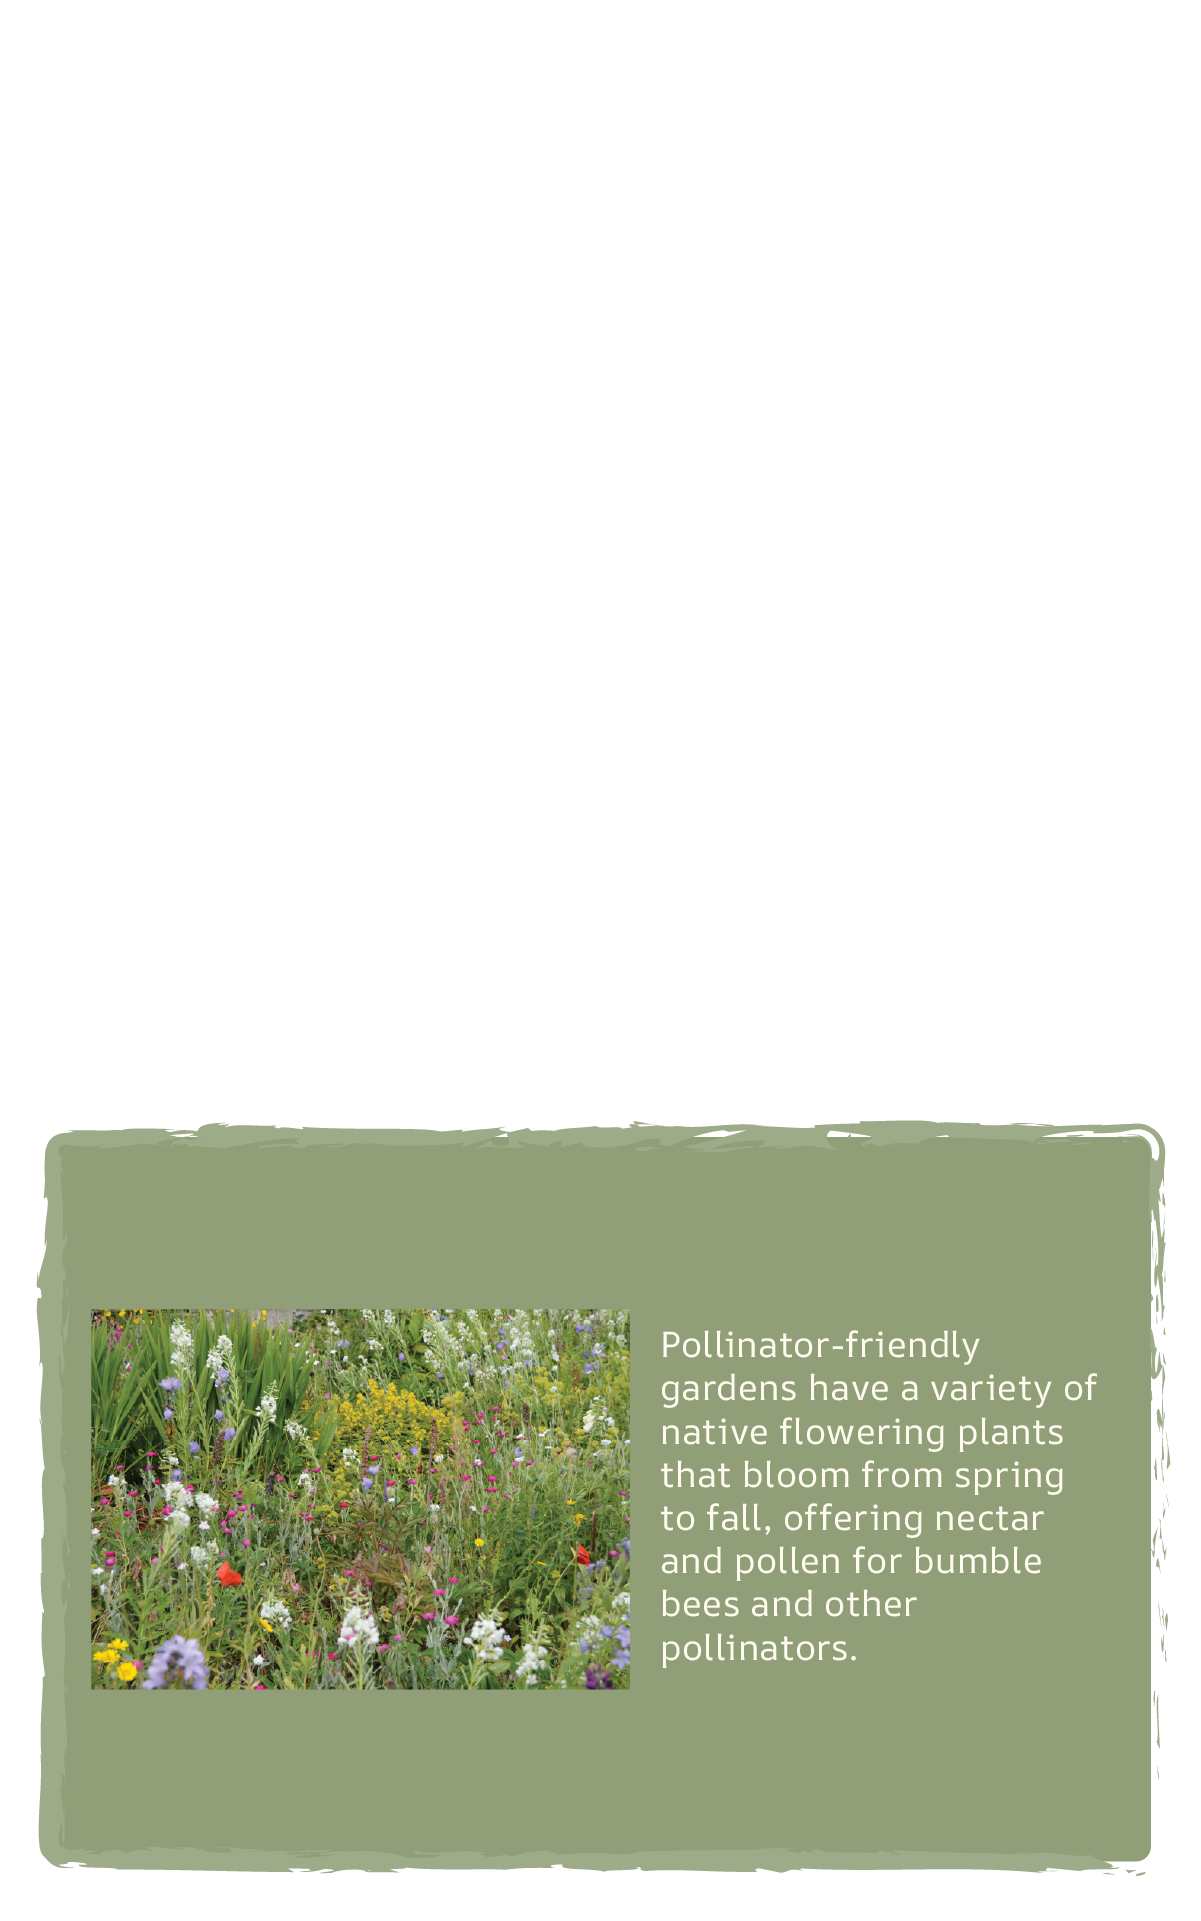 Pollinator-friendly
gardens have a variety of
native flowering plants
that bloom from spring
to fall, offering nectar
and pollen for bumble
bees and other
pollinators.